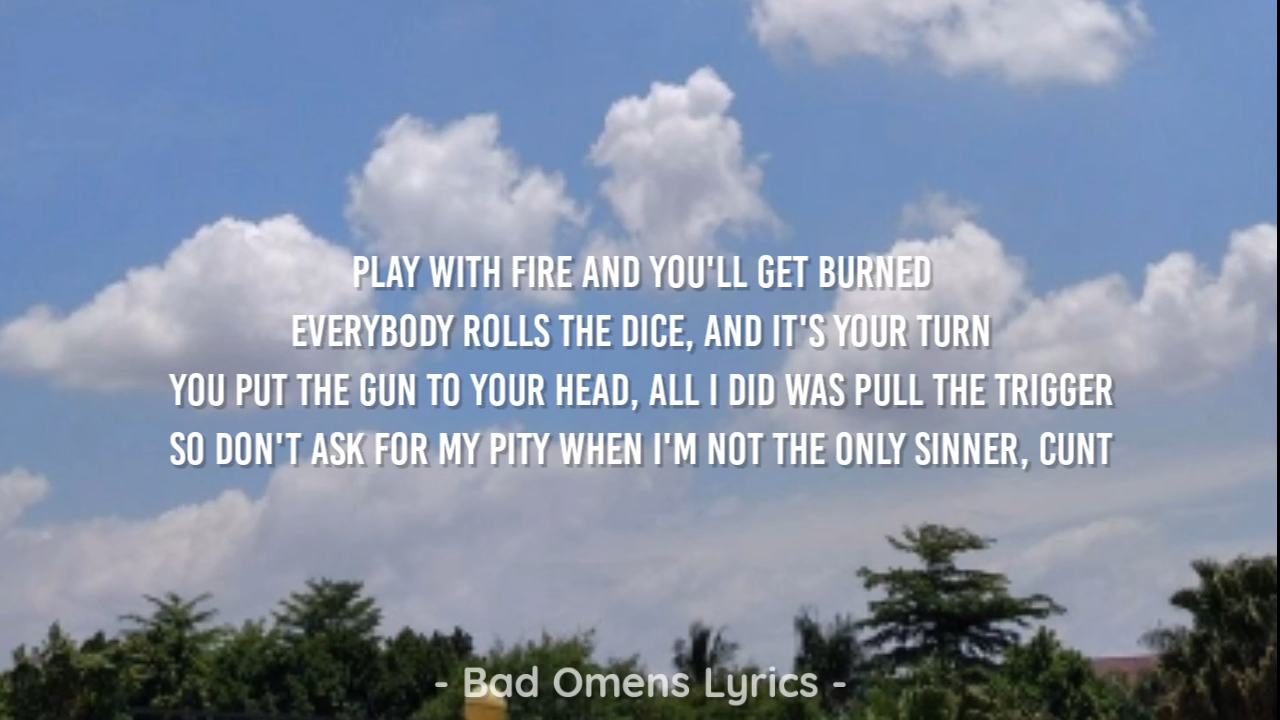 PLAY WITH FIRE AND YOU'LL GET BURNED
EVERYBODY ROLLS THE DICE, AND IT'S YOUR TURN
YOU PUT THE GUN TO YOUR HEAD, ALL I DID WAS PULL THE TRIGGER
SO DON'T ASK FOR MY PITY WHEN I'M NOT THE ONLY SINNER, CUNT
- Bad Omens Lyrics -